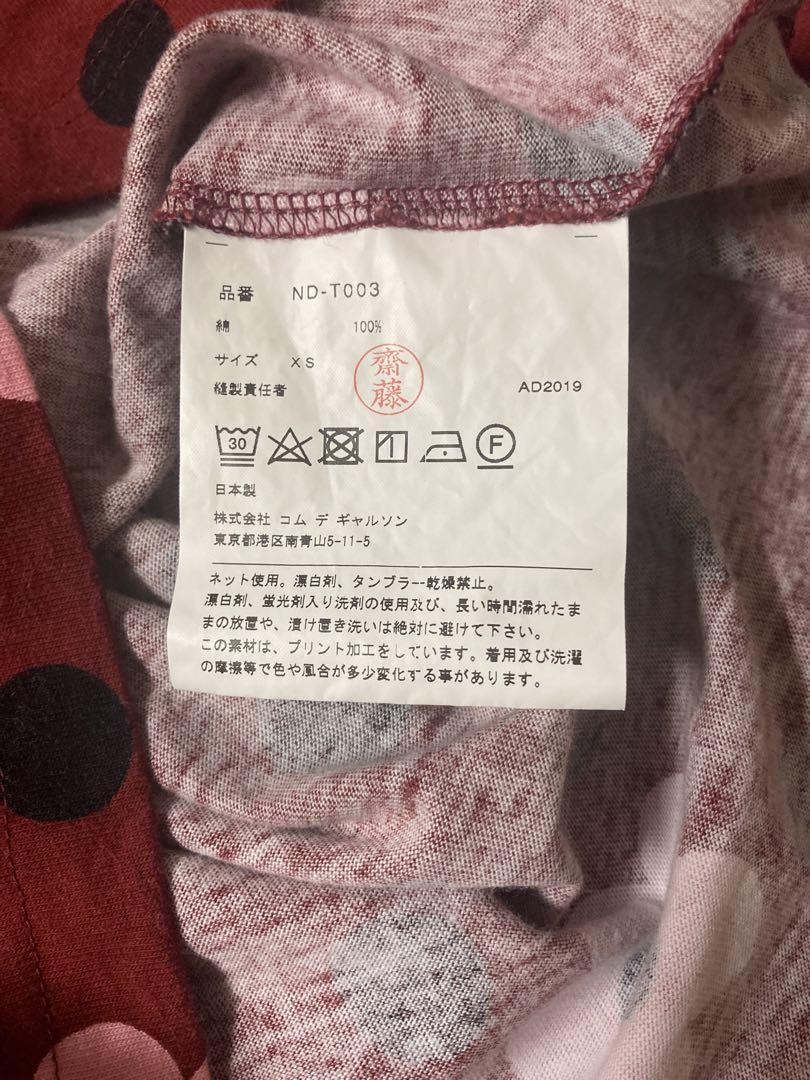 品番 ND-T003
綿 100%
サイズ XS
縫製責任者 齋藤 AD2019
30 F
日本製
株式会社 コム デ ギャルソン
東京都港区南青山5-11-5
ネット使用。漂白剤、タンブラー乾燥禁止。
漂白剤、蛍光剤入り洗剤の使用及び、長い時間濡れたま
まの放置や、漬け置き洗いは絶対に避けて下さい。
この素材は、プリント加工をしています。着用及び洗濯
の摩擦等で色や風合が多少変化する事があります。